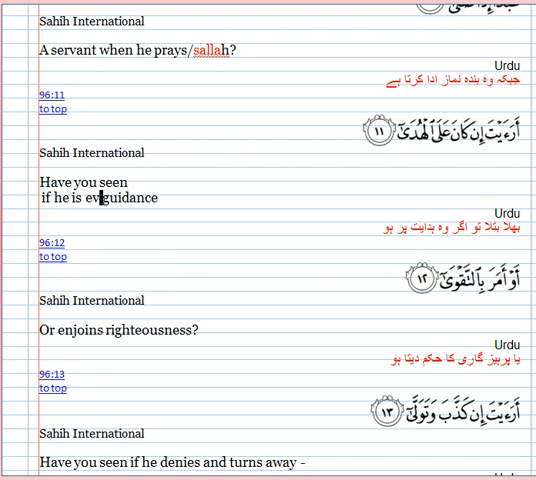 Sahih International
A servant when he prays/sallah?
Urdu
جبکہ وہ بندہ نماز ادا کرتا ہے
96:11
to top
أَرَءَيْتَ إِن كَانَ عَلَى ٱلْهُدَىٰٓ ١١
Sahih International
Have you seen
if he is ev guidance
Urdu
بھلا بتلا تو اگر وہ ہدایت پر ہو
96:12
to top
أَوْ أَمَرَ بِٱلتَّقْوَىٰٓ ١٢
Sahih International
Or enjoins righteousness?
Urdu
یا پرہیز گاری کا حکم دیتا ہو
96:13
to top
أَرَءَيْتَ إِن كَذَّبَ وَتَوَلَّىٰٓ ١٣
Sahih International
Have you seen if he denies and turns away -